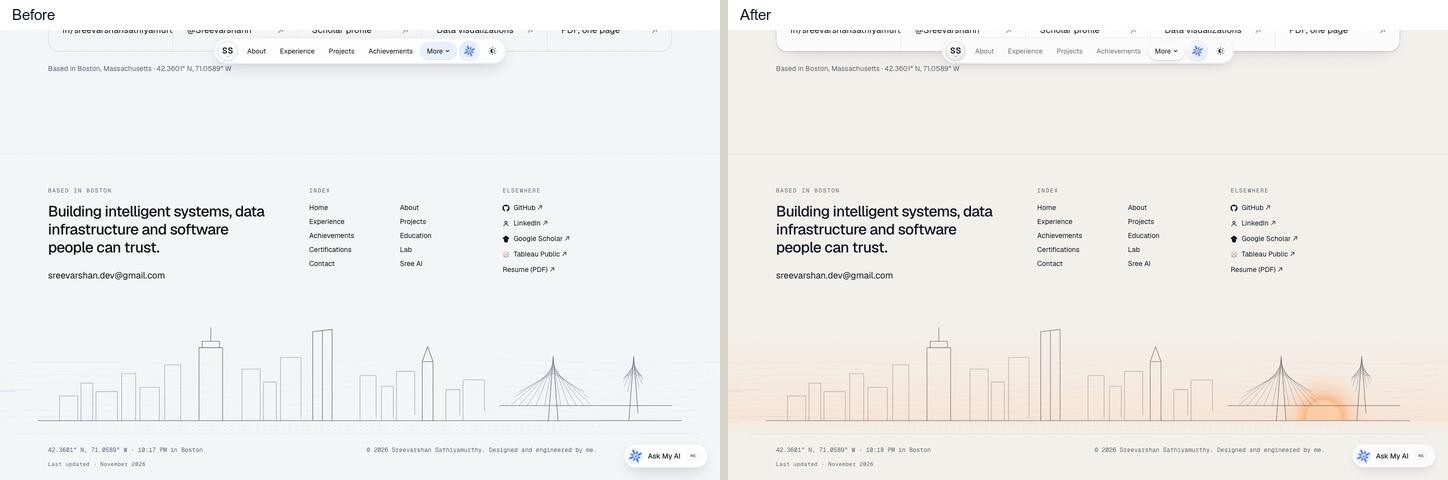 Before
in/sreevarshansathiyamurt @Sreevarshann Scholar profile Data visualizations PDF, one page
SS About Experience Projects Achievements More
Based in Boston, Massachusetts · 42.3601° N, 71.0589° W
BASED IN BOSTON
Building intelligent systems, data
infrastructure and software
people can trust.
sreevarshan.dev@gmail.com
INDEX
Home About
Experience Projects
Achievements Education
Certifications Lab
Contact Sree AI
ELSEWHERE
GitHub ↗
LinkedIn ↗
Google Scholar ↗
Tableau Public ↗
Resume (PDF) ↗
42.3601° N, 71.0589° W · 10:17 PM in Boston
Last updated · November 2026
© 2026 Sreevarshan Sathiyamurthy. Designed and engineered by me.
Ask My AI ⌘K
After
in/sreevarshansathiyamurt @Sreevarshann Scholar profile Data visualizations PDF, one page
SS About Experience Projects Achievements More
Based in Boston, Massachusetts · 42.3601° N, 71.0589° W
BASED IN BOSTON
Building intelligent systems, data
infrastructure and software
people can trust.
sreevarshan.dev@gmail.com
INDEX
Home About
Experience Projects
Achievements Education
Certifications Lab
Contact Sree AI
ELSEWHERE
GitHub ↗
LinkedIn ↗
Google Scholar ↗
Tableau Public ↗
Resume (PDF) ↗
42.3601° N, 71.0589° W · 10:18 PM in Boston
Last updated · November 2026
© 2026 Sreevarshan Sathiyamurthy. Designed and engineered by me.
Ask My AI ⌘K